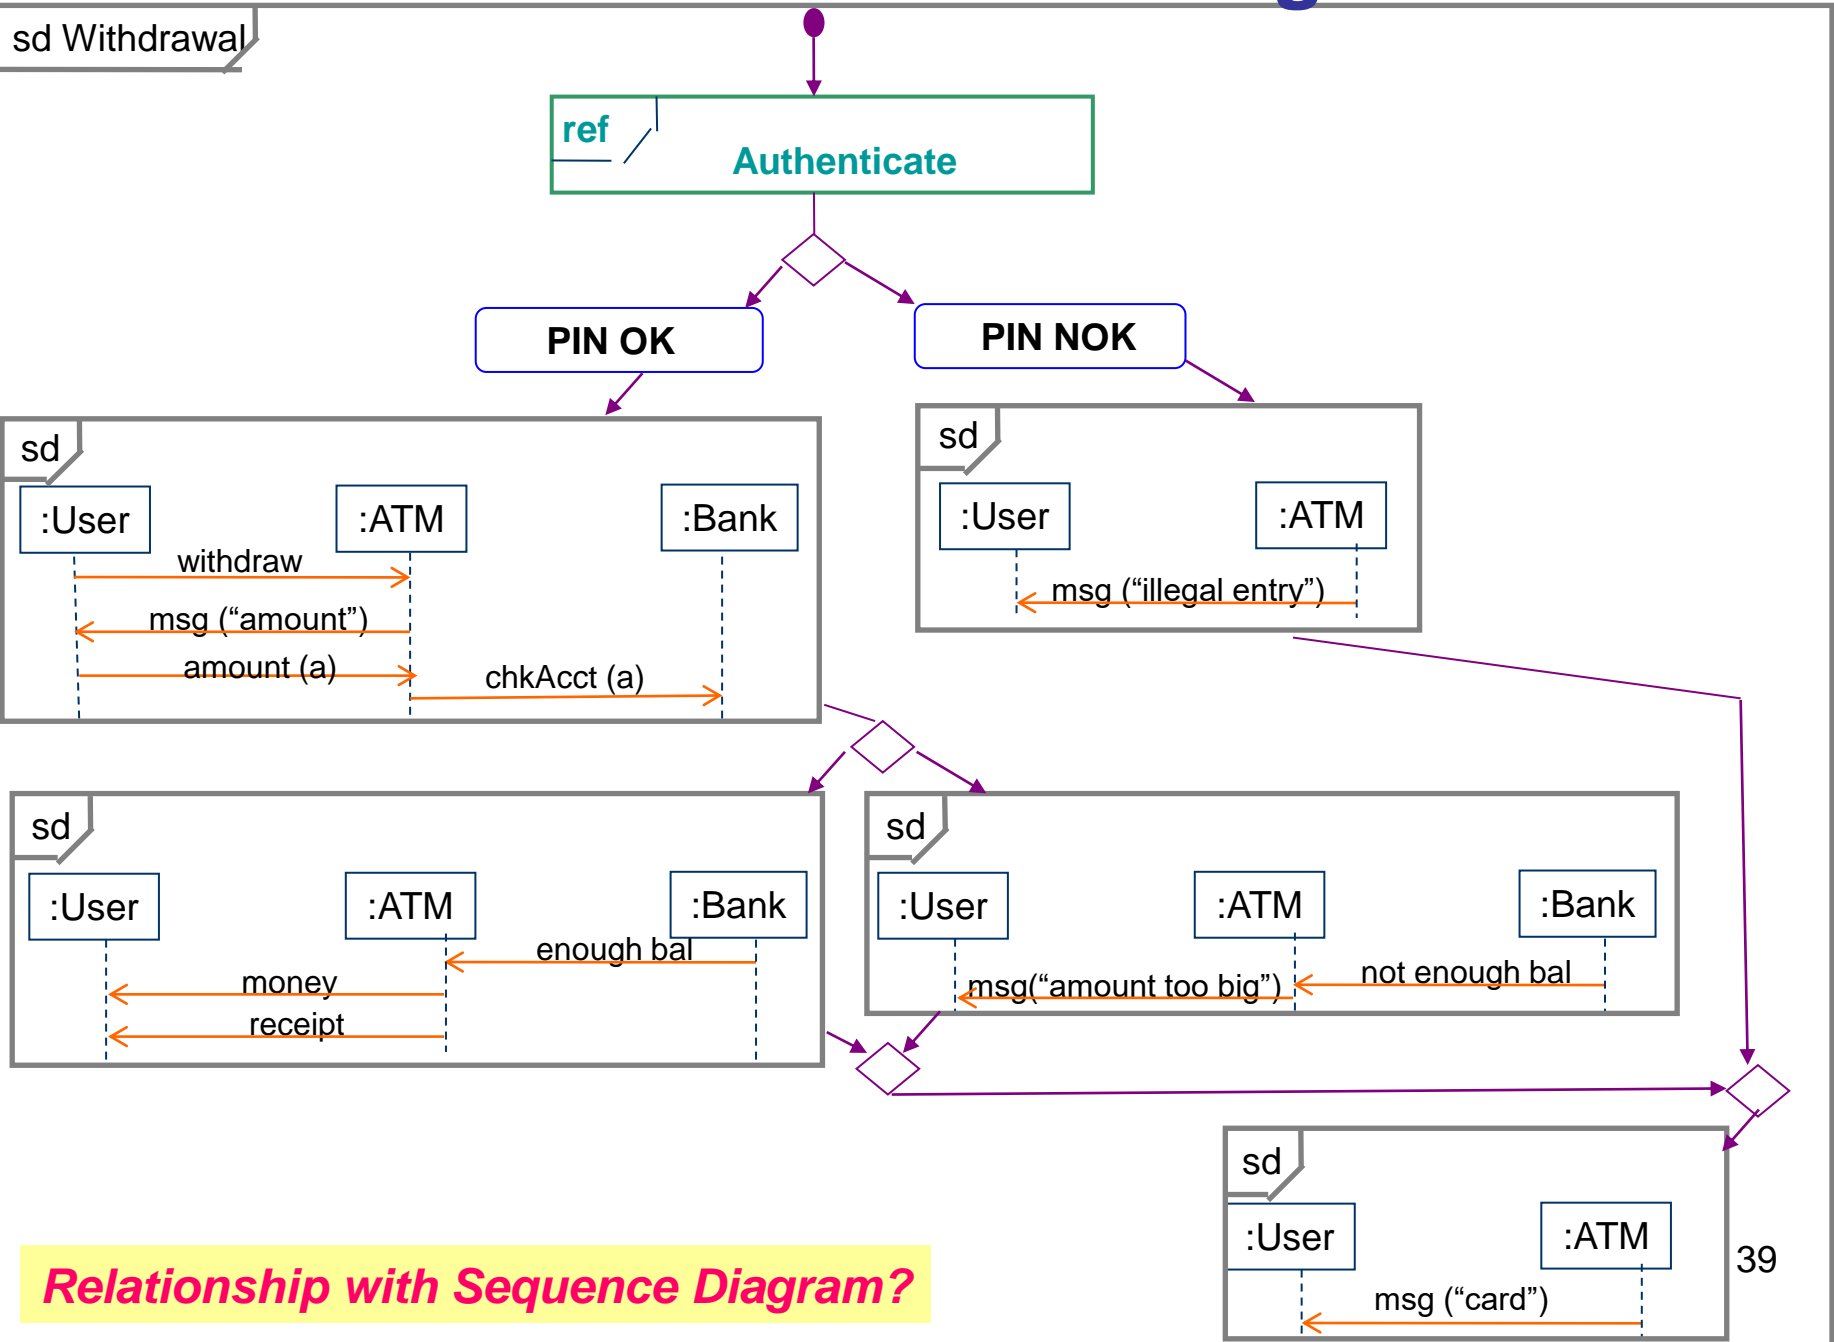 sd Withdrawal
ref
Authenticate
PIN OK
PIN NOK
sd
:User
:ATM
:Bank
withdraw
msg (“amount”)
amount (a)
chkAcct (a)
sd
:User
:ATM
msg (“illegal entry”)
sd
:User
:ATM
:Bank
enough bal
money
receipt
sd
:User
:ATM
:Bank
not enough bal
msg(“amount too big”)
sd
:User
:ATM
msg (“card”)
39
Relationship with Sequence Diagram?